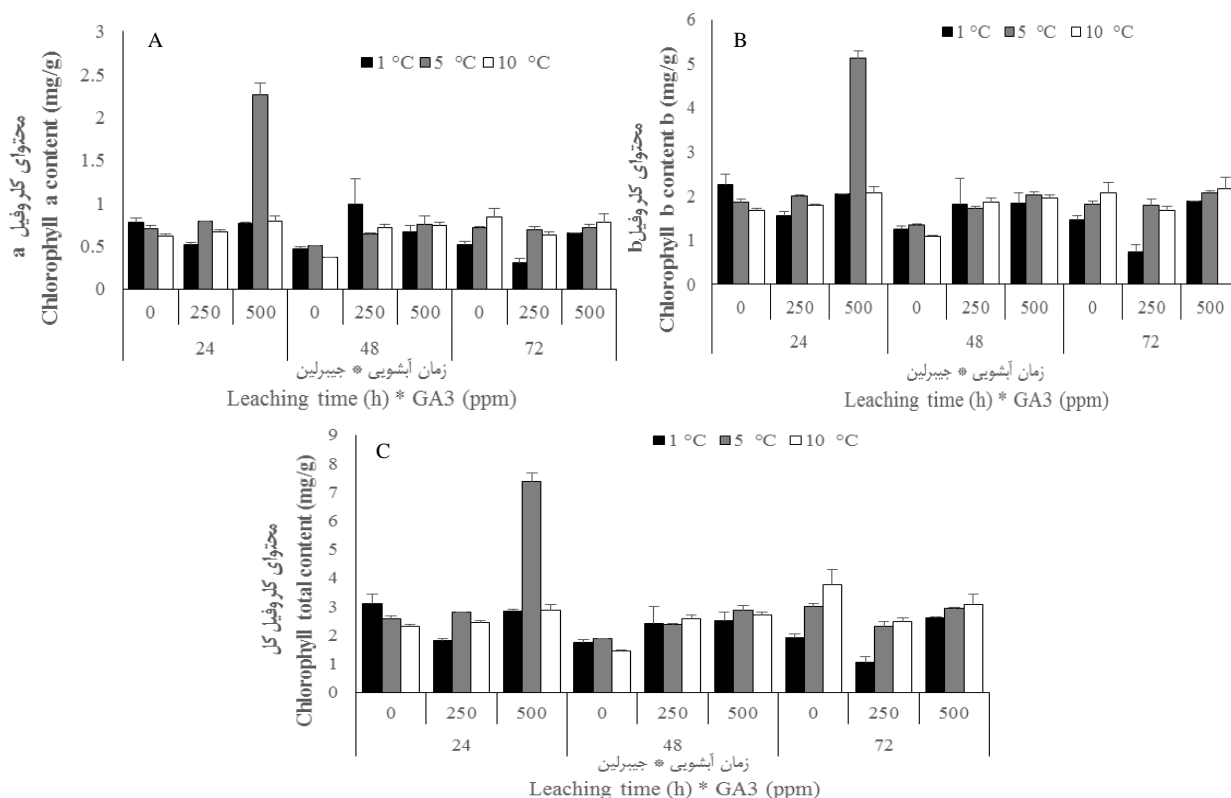 A
1 °C 5 °C 10 °C
محتوای کلروفیل a
Chlorophyll a content (mg/g)
3
2.5
2
1.5
1
0.5
0
0 250 500 0 250 500 0 250 500
24 48 72
زمان آبشویی * جیبرلین
Leaching time (h) * GA3 (ppm)
B
1 °C 5 °C 10 °C
محتوای کلروفیل b
Chlorophyll b content b (mg/g)
6
5
4
3
2
1
0
0 250 500 0 250 500 0 250 500
24 48 72
زمان آبشویی * جیبرلین
Leaching time (h) * GA3 (ppm)
C
1 °C 5 °C 10 °C
محتوای کلروفیل کل
Chlorophyll total content (mg/g)
9
8
7
6
5
4
3
2
1
0
0 250 500 0 250 500 0 250 500
24 48 72
زمان آبشویی * جیبرلین
Leaching time (h) * GA3 (ppm)